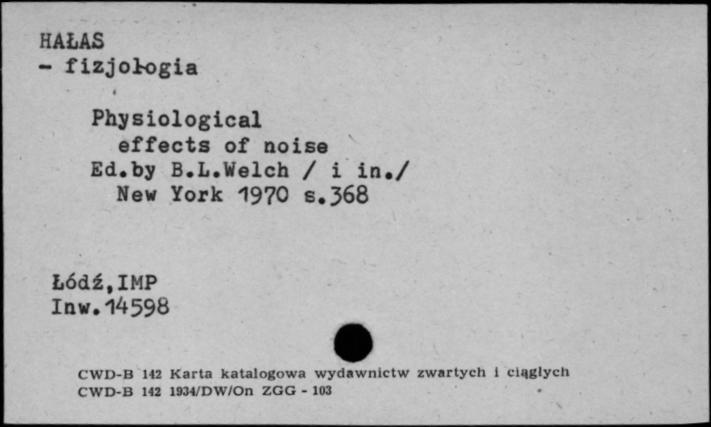 HAŁAS
- fizjologia
Physiological
effects of noise
Ed.by B.L.Welch / i in./
New York 1970 s.368
Łódź,IMP
Inw.14598
CWD-B 142 Karta katalogowa wydawnictw zwartych i ciągłych
CWD-B 142 1934/DW/On ZGG - 103